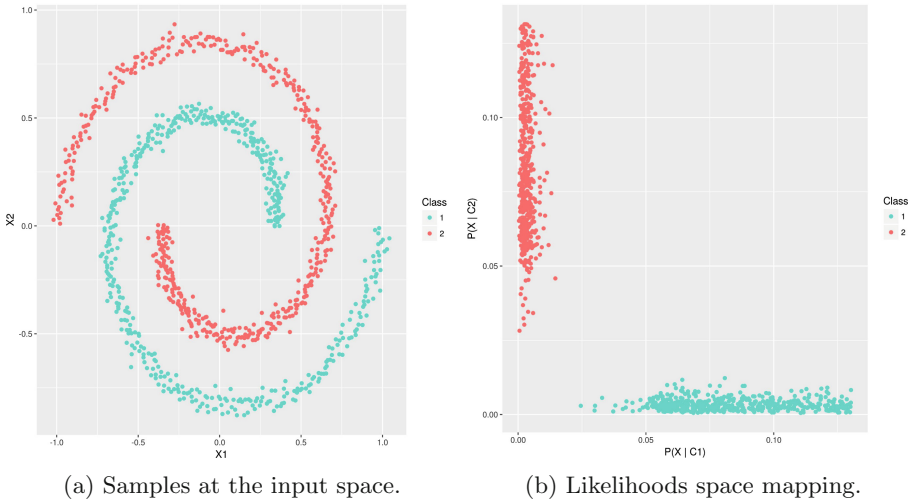 1.0
0.5
0.0
-0.5
X2
-1.0
-0.5
0.0
0.5
1.0
X1
Class
1
2
(a) Samples at the input space.
0.10
0.05
0.00
P(X | C2)
0.00
0.05
0.10
P(X | C1)
Class
1
2
(b) Likelihoods space mapping.